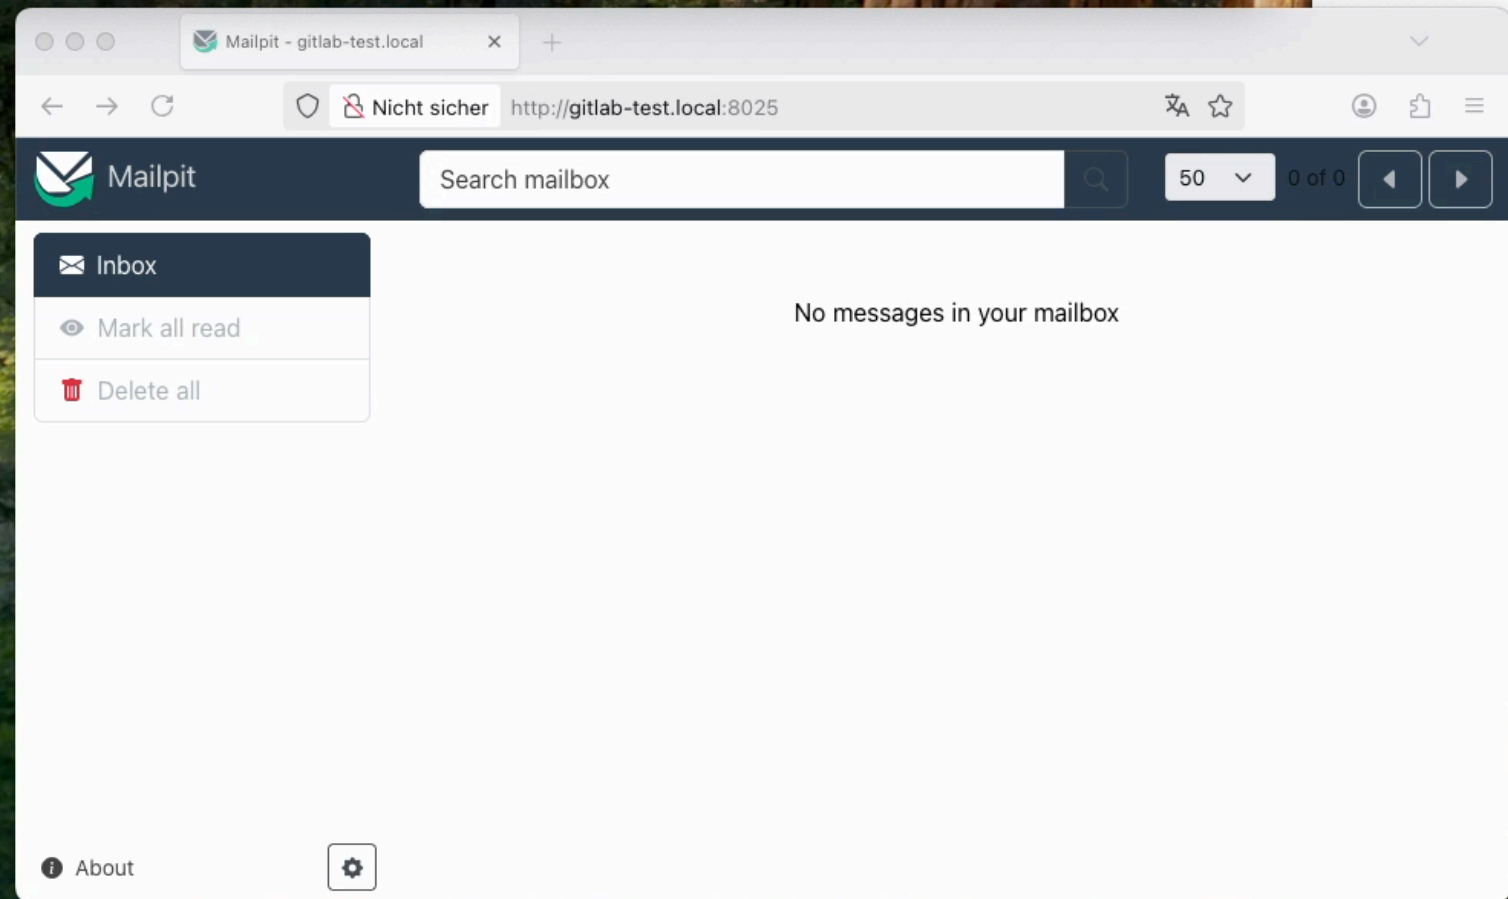 Mailpit - gitlab-test.local
Nicht sicher http://gitlab-test.local:8025
Mailpit
Search mailbox
50
0 of 0
Inbox
Mark all read
Delete all
No messages in your mailbox
About